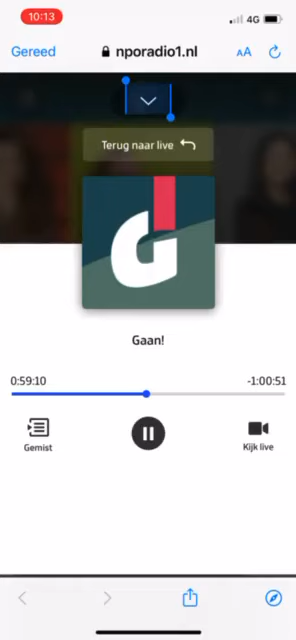 10:13
4G
Gereed
nporadio1.nl
AA
Terug naar live
G
Gaan!
0:59:10
-1:00:51
Gemist
Kijk live